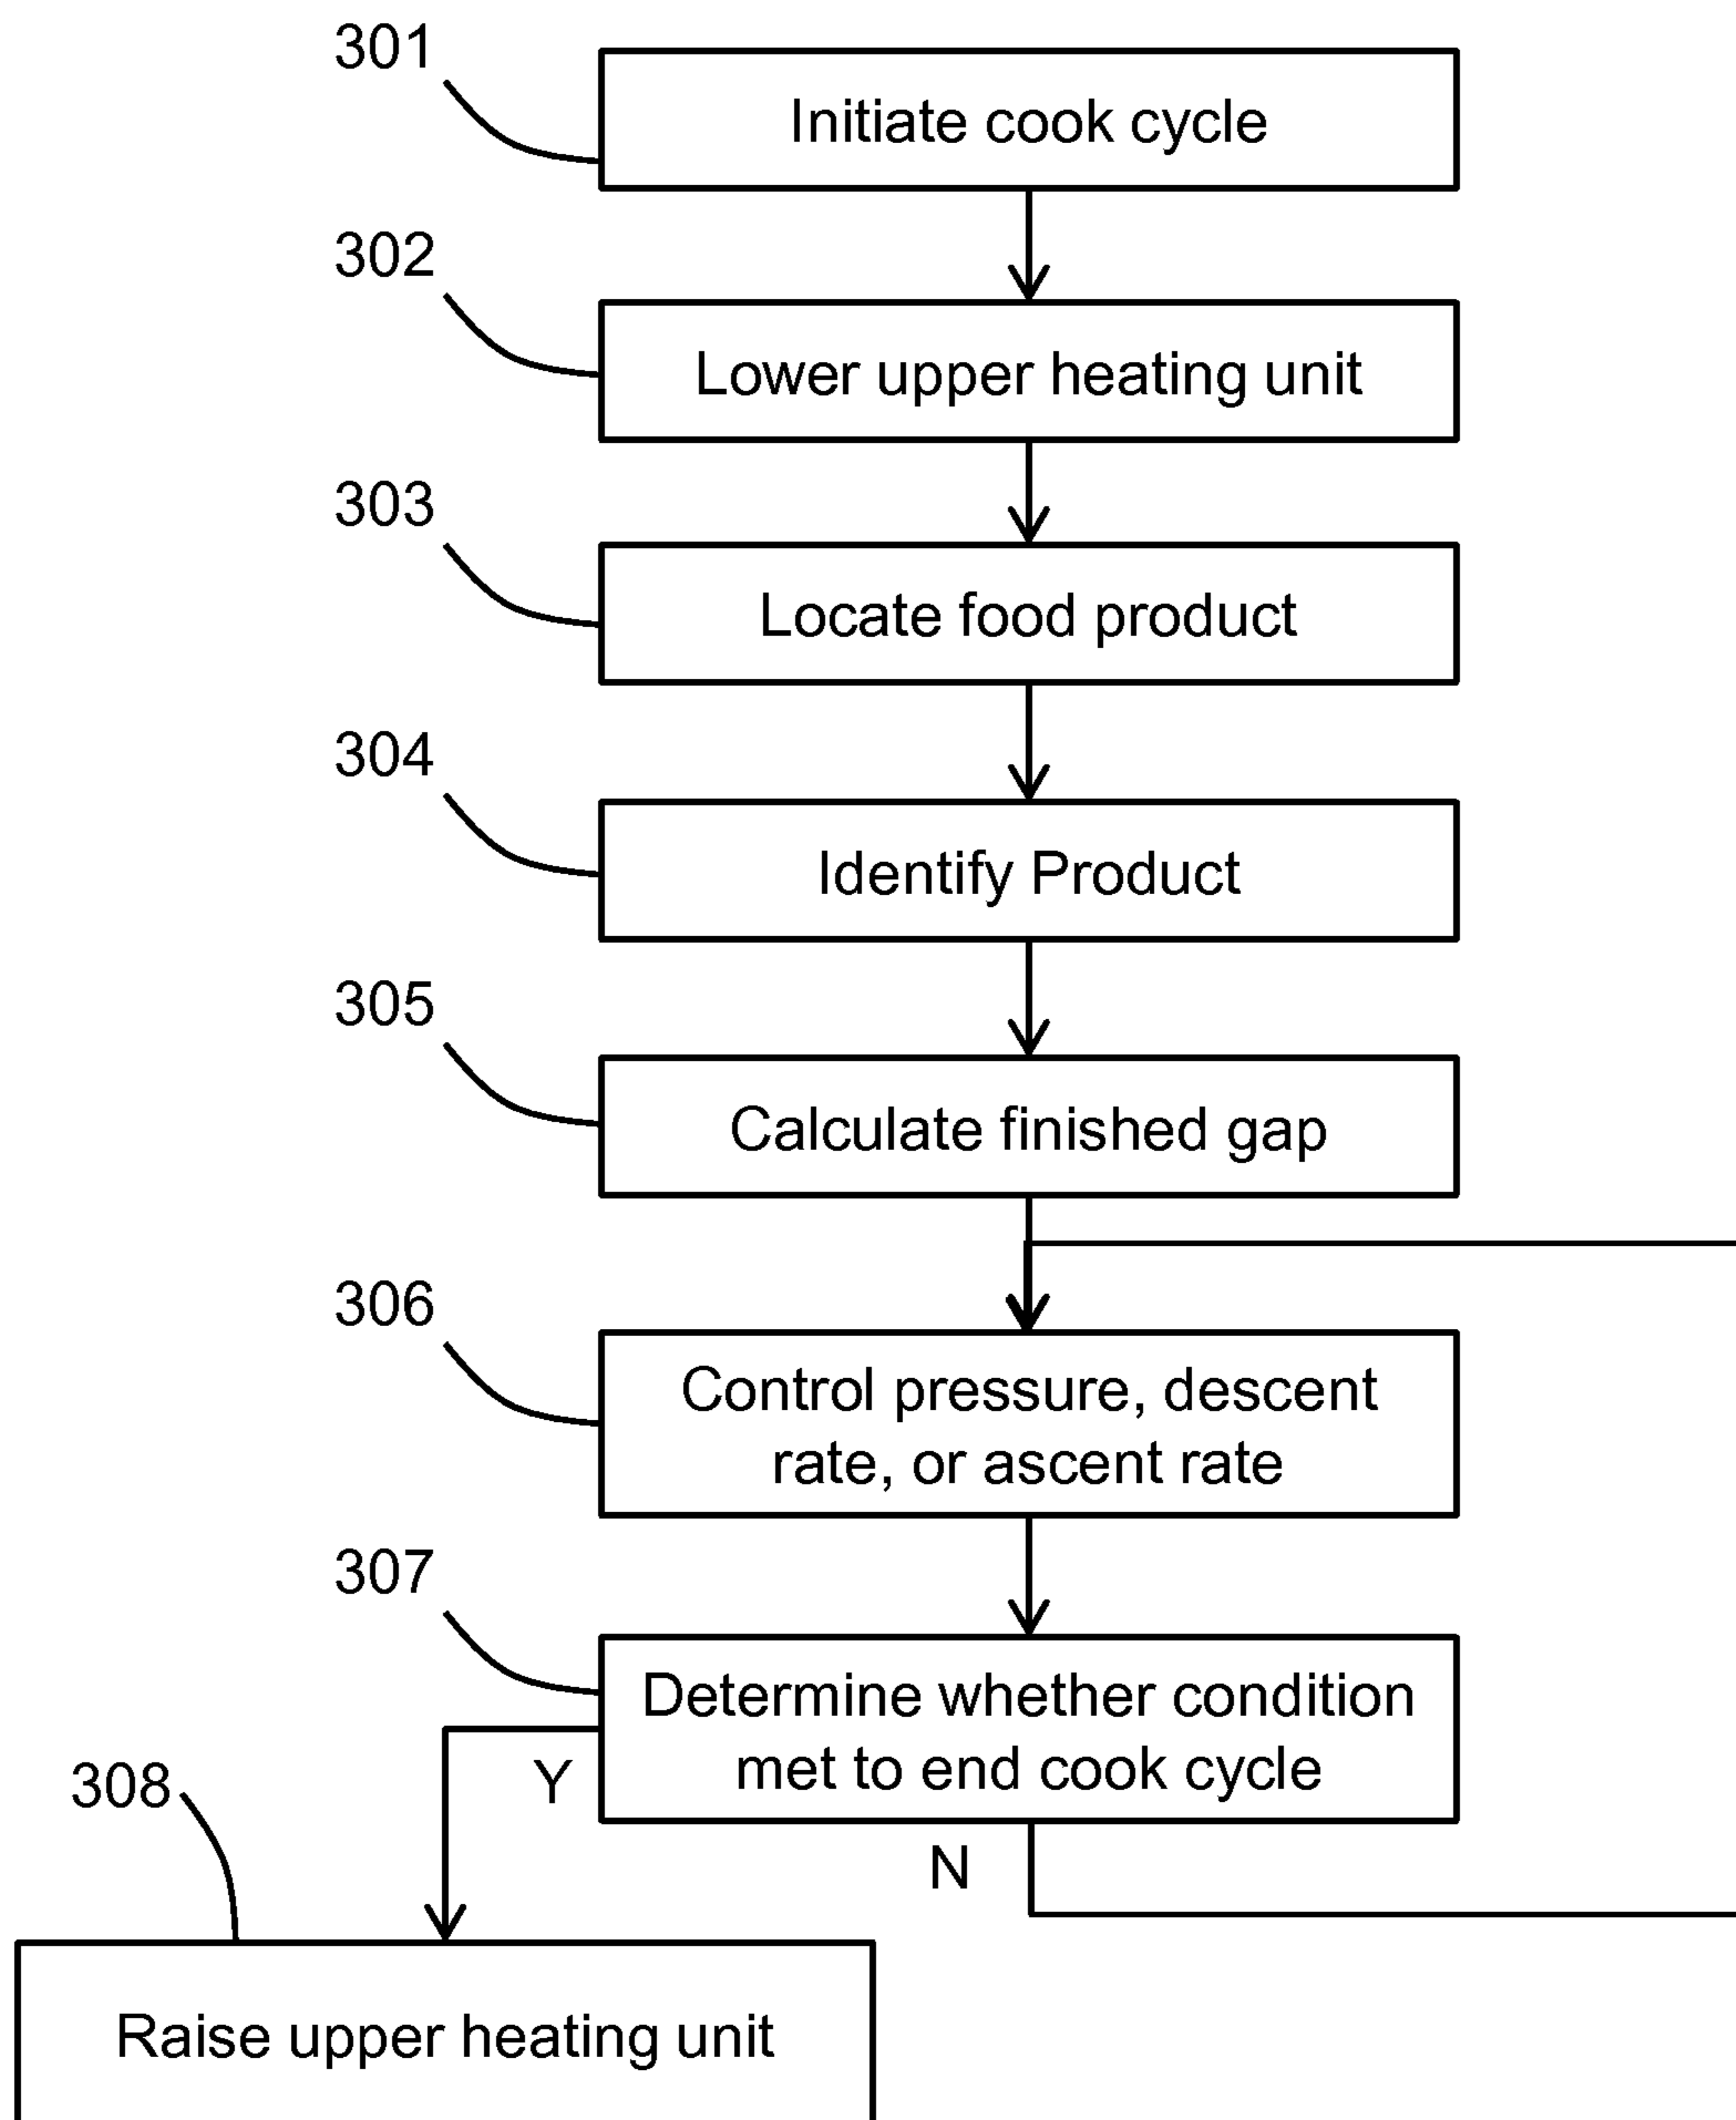 301
Initiate cook cycle
302
Lower upper heating unit
303
Locate food product
304
Identify Product
305
Calculate finished gap
306
Control pressure, descent
rate, or ascent rate
307
Determine whether condition
met to end cook cycle
Y
308
N
Raise upper heating unit